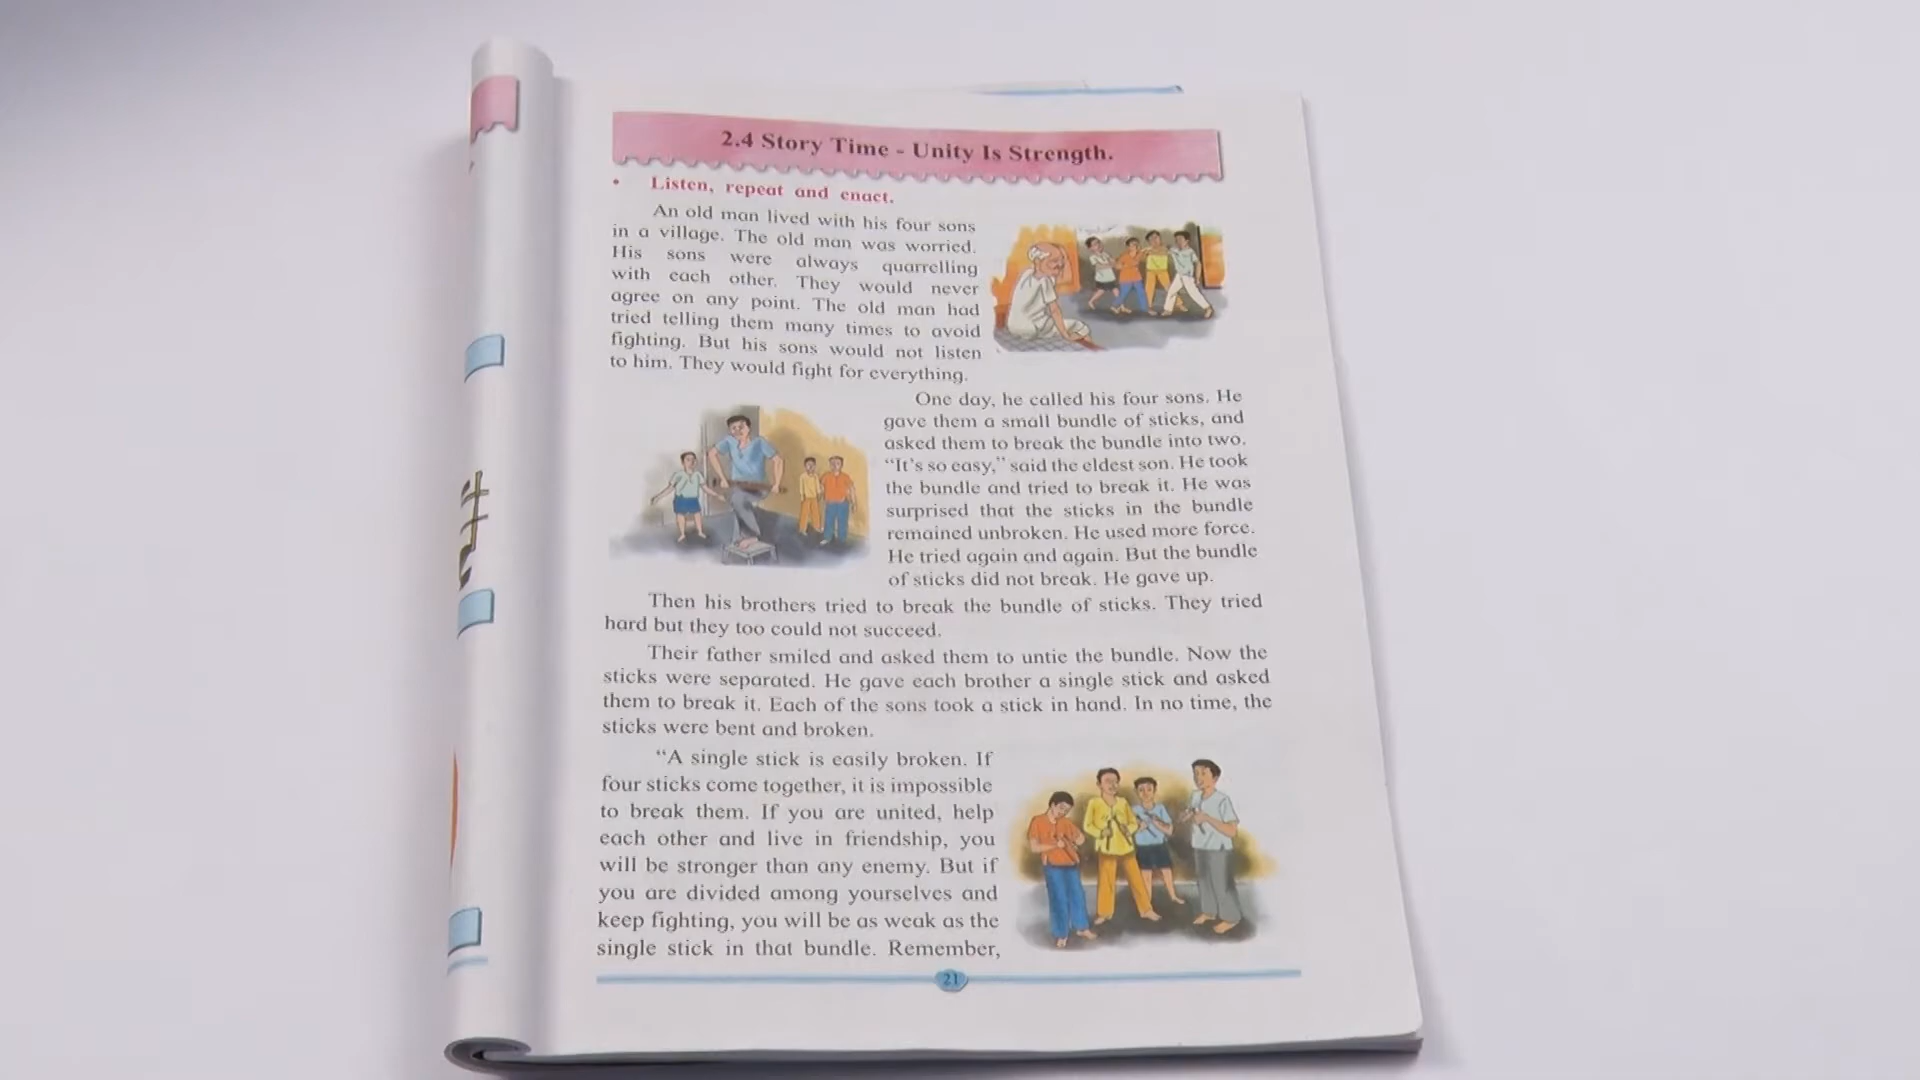 2.4 Story Time - Unity Is Strength.
• Listen, repeat and enact.
An old man lived with his four sons
in a village. The old man was worried.
His sons were always quarrelling
with each other. They would never
agree on any point. The old man had
tried telling them many times to avoid
fighting. But his sons would not listen
to him. They would fight for everything.
One day, he called his four sons. He
gave them a small bundle of sticks, and
asked them to break the bundle into two.
“It's so easy,” said the eldest son. He took
the bundle and tried to break it. He was
surprised that the sticks in the bundle
remained unbroken. He used more force.
He tried again and again. But the bundle
of sticks did not break. He gave up.
Then his brothers tried to break the bundle of sticks. They tried
hard but they too could not succeed.
Their father smiled and asked them to untie the bundle. Now the
sticks were separated. He gave each brother a single stick and asked
them to break it. Each of the sons took a stick in hand. In no time, the
sticks were bent and broken.
“A single stick is easily broken. If
four sticks come together, it is impossible
to break them. If you are united, help
each other and live in friendship, you
will be stronger than any enemy. But if
you are divided among yourselves and
keep fighting, you will be as weak as the
single stick in that bundle. Remember,
21